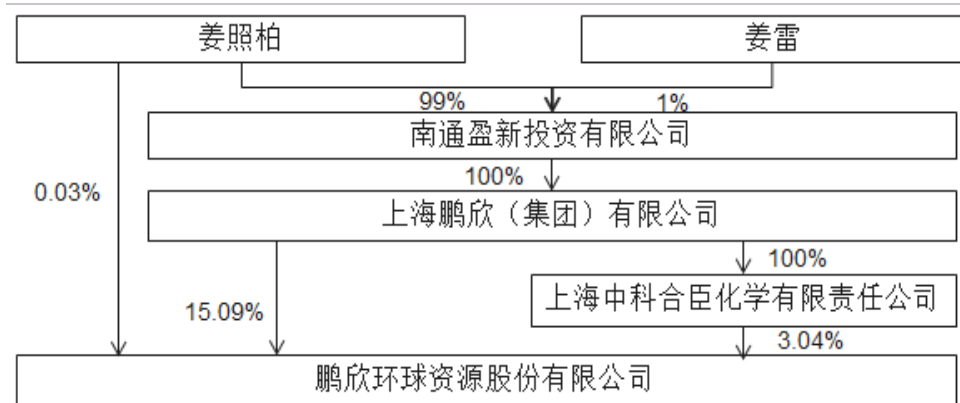 姜照柏
姜雷
99%
1%
南通盈新投资有限公司
100%
0.03%
上海鹏欣（集团）有限公司
100%
上海中科合臣化学有限责任公司
15.09%
3.04%
鹏欣环球资源股份有限公司